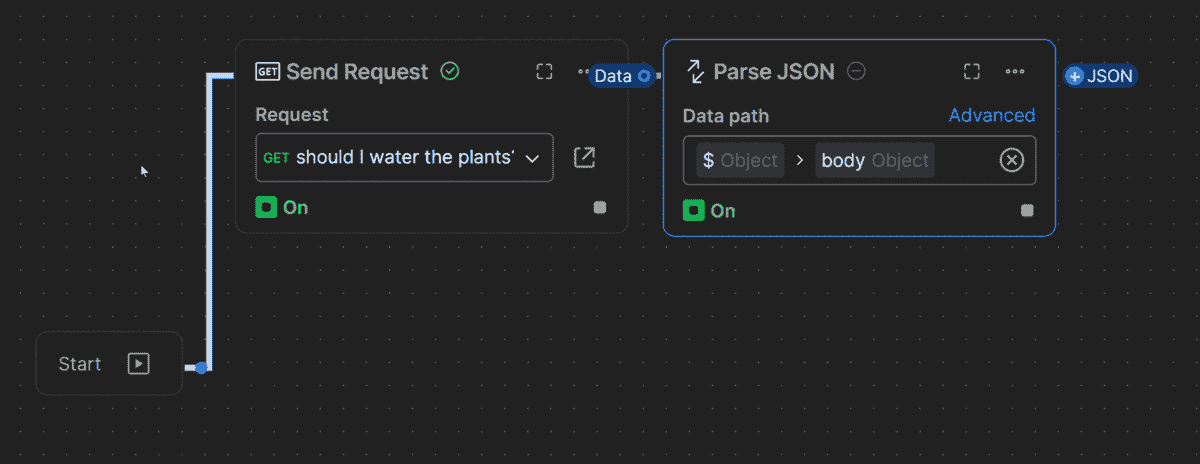 GET Send Request
Data
Parse JSON
JSON
Request
Data path
Advanced
GET should I water the plants'
$ Object > body Object
On
On
Start